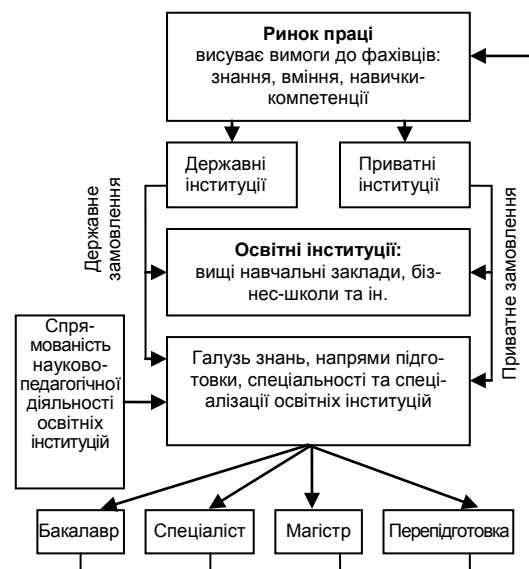 Ринок праці
висуває вимоги до фахівців:
знання, вміння, навички-
компетенції
Державні
інституції
Приватні
інституції
Державне
замовлення
Приватне замовлення
Освітні інституції:
вищі навчальні заклади, біз-
нес-школи та ін.
Спря-
мованість
науково-
педагогічної
діяльності
освітніх
інституцій
Галузь знань, напрями підго-
товки, спеціальності та спеці-
алізації освітніх інституцій
Бакалавр
Спеціаліст
Магістр
Перепідготовка